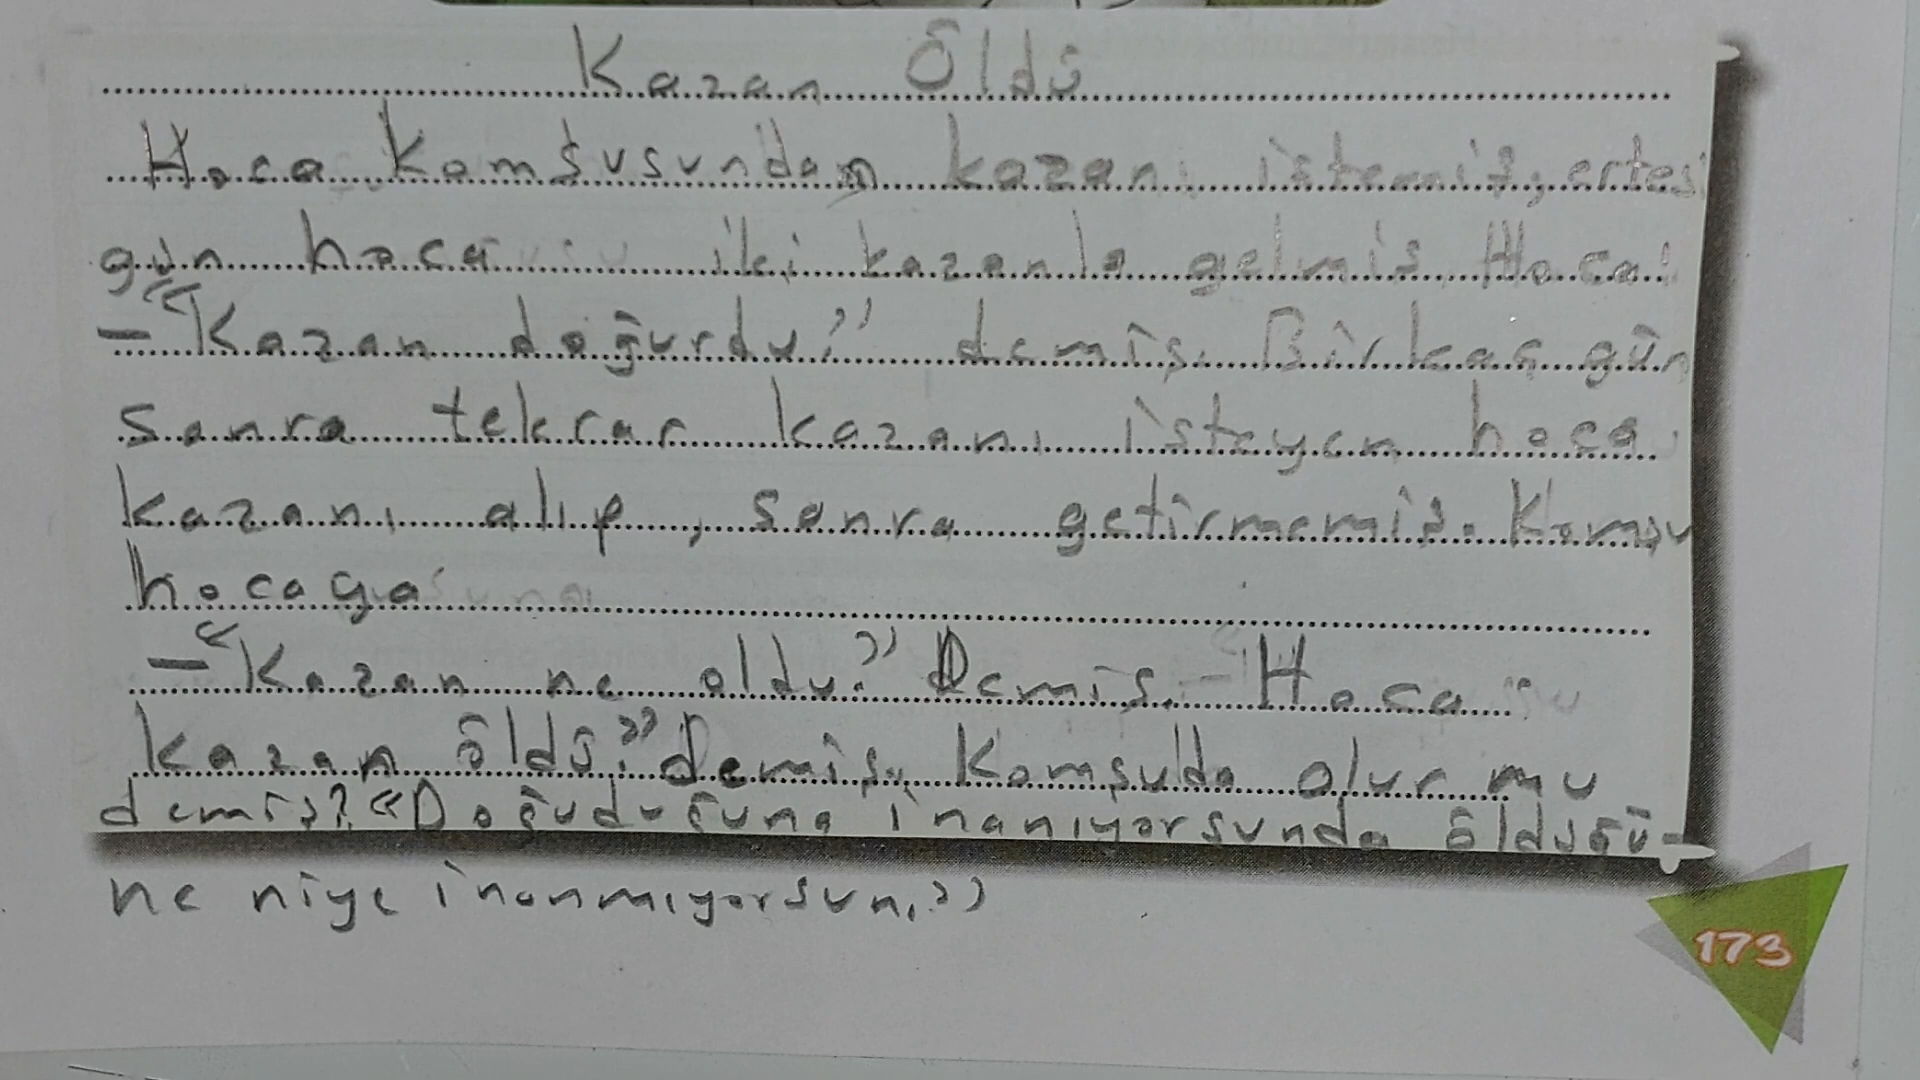 Kazan Öldü
Hoca Komşusundan kazanı istemiş, ertesi
gün hoca iki kazanla gelmiş Hoca:
-"Kazan doğurdu." demiş. Birkaç gün
sonra tekrar kazanı isteyen hoca
kazanı alıp, sonra getirmemiş. Komşu
hocaya
-"Kazan ne oldu?" Demiş. Hoca
kazan öldü." demiş. Komşuda olur mu
demiş? "Doğuduğuna inanıyorsunda öldüğü-
ne niye inanmıyorsun."
173